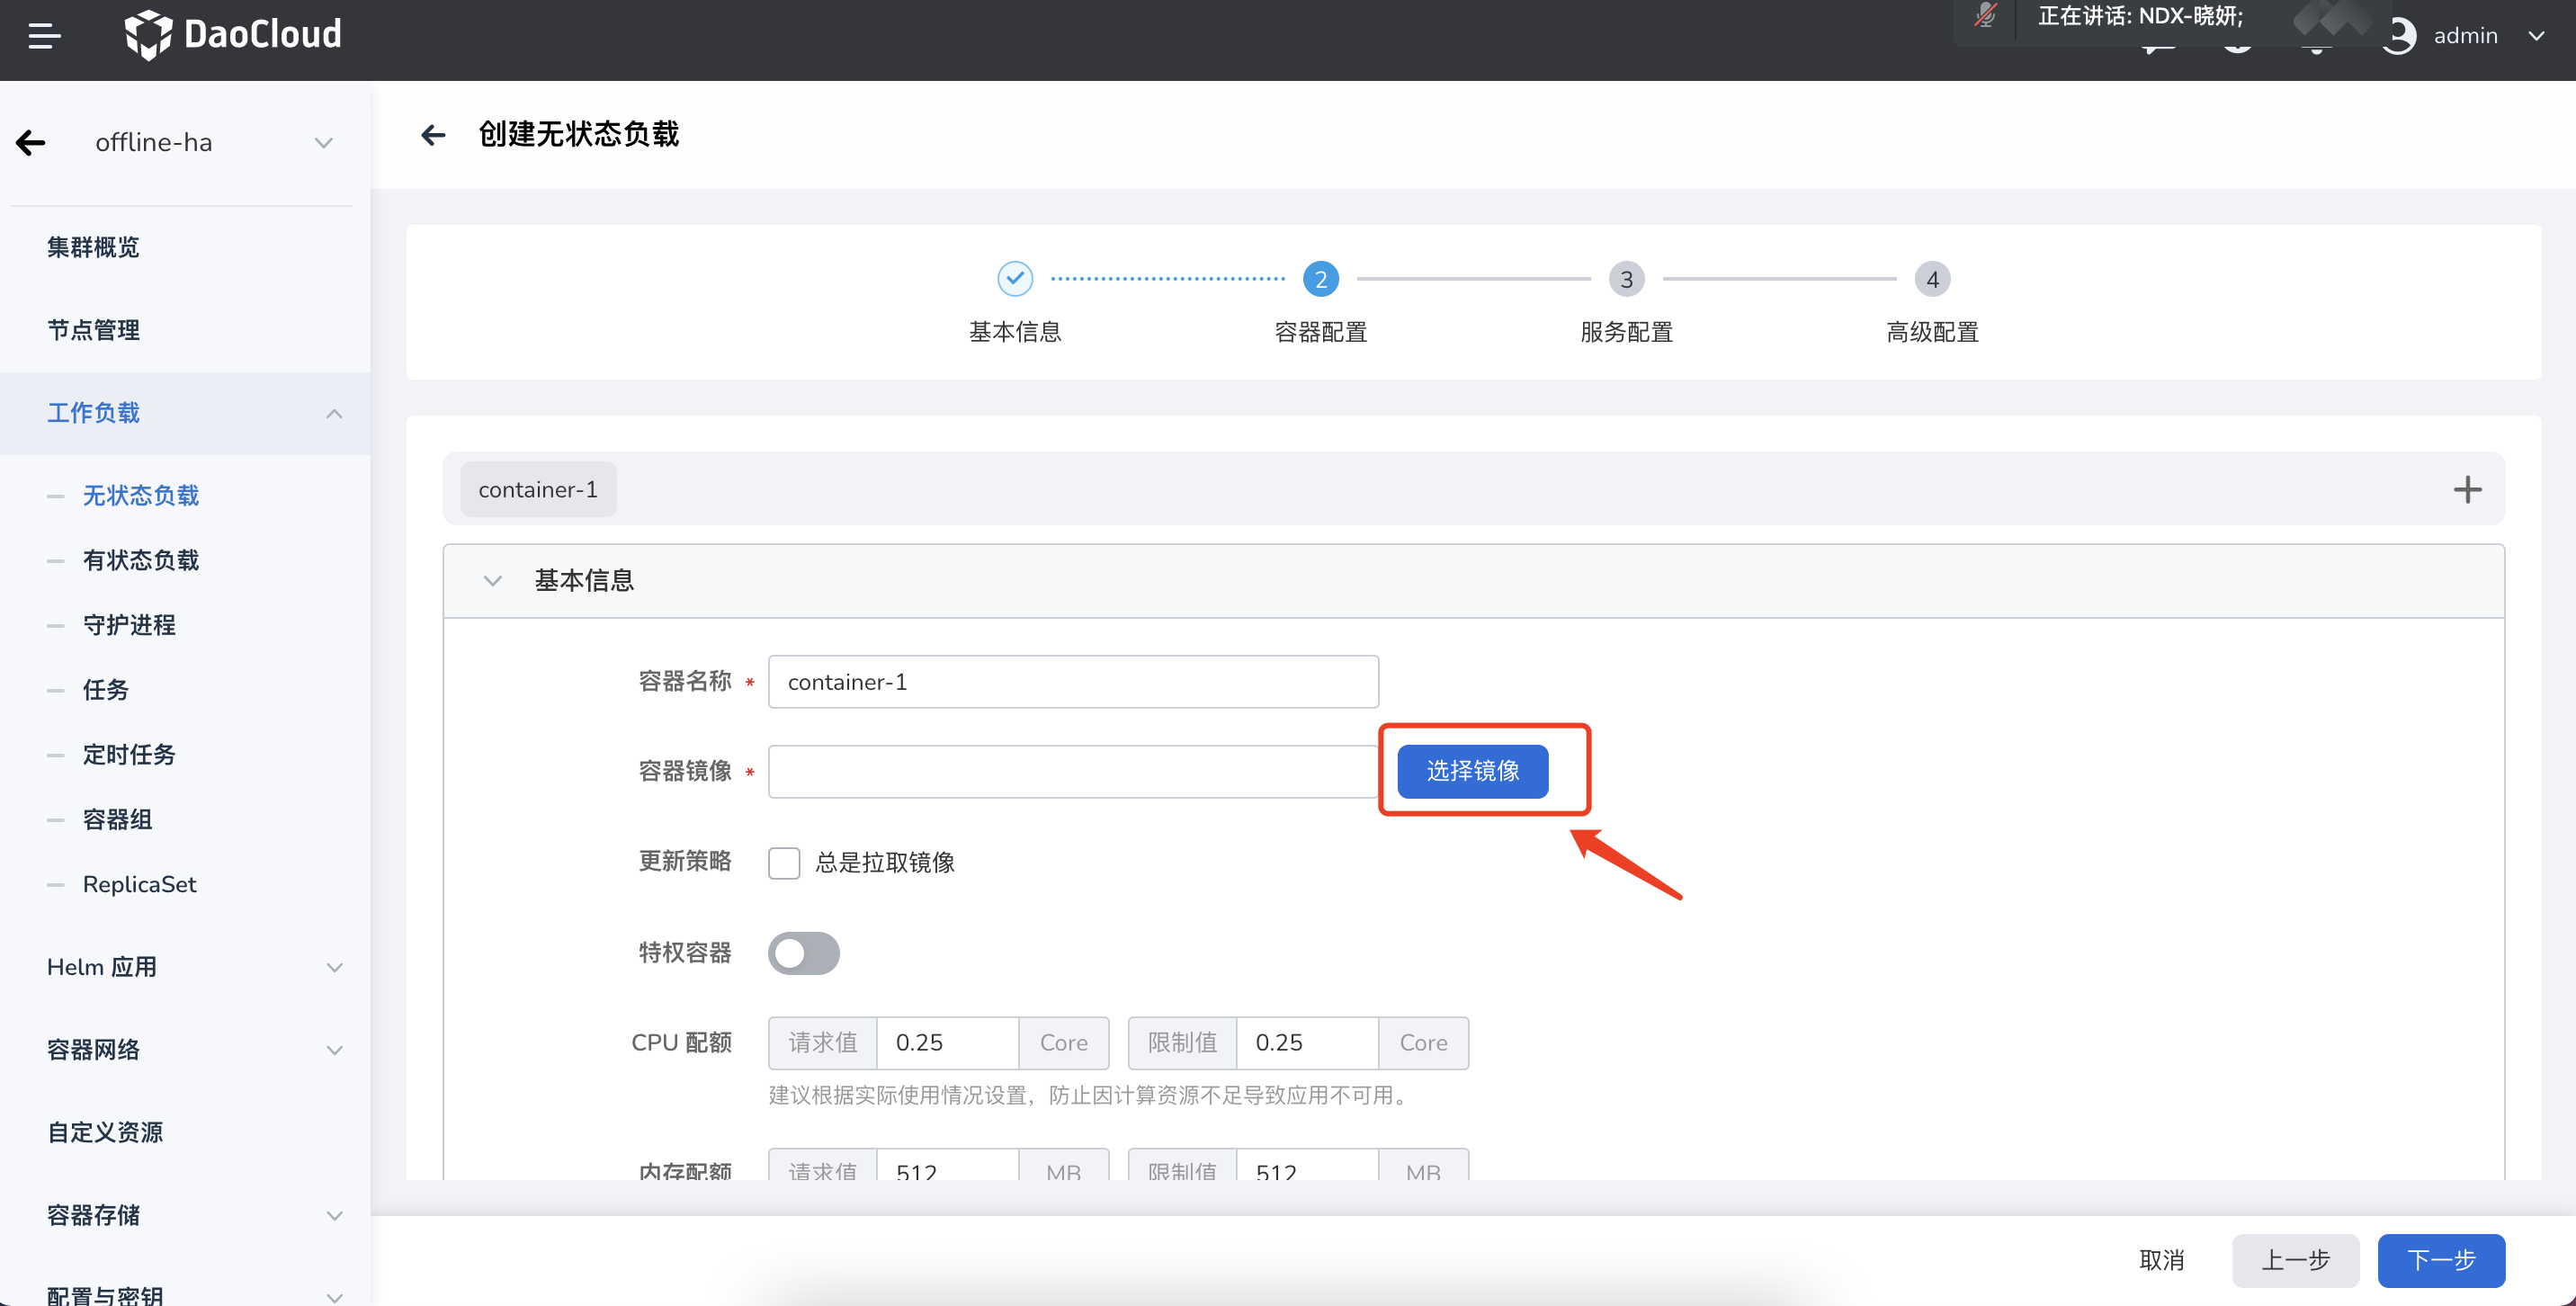 DaoCloud
正在讲话: NDX-晓妍;
admin
offline-ha
创建无状态负载
集群概览
节点管理
工作负载
无状态负载
有状态负载
守护进程
任务
定时任务
容器组
ReplicaSet
Helm 应用
容器网络
自定义资源
容器存储
配置与密钥
2
3
4
基本信息
容器配置
服务配置
高级配置
container-1
基本信息
容器名称 * container-1
容器镜像 * 选择镜像
更新策略 总是拉取镜像
特权容器
CPU 配额 请求值 0.25 Core 限制值 0.25 Core
建议根据实际使用情况设置，防止因计算资源不足导致应用不可用。
内存配额 请求值 512 MB 限制值 512 MB
取消 上一步 下一步